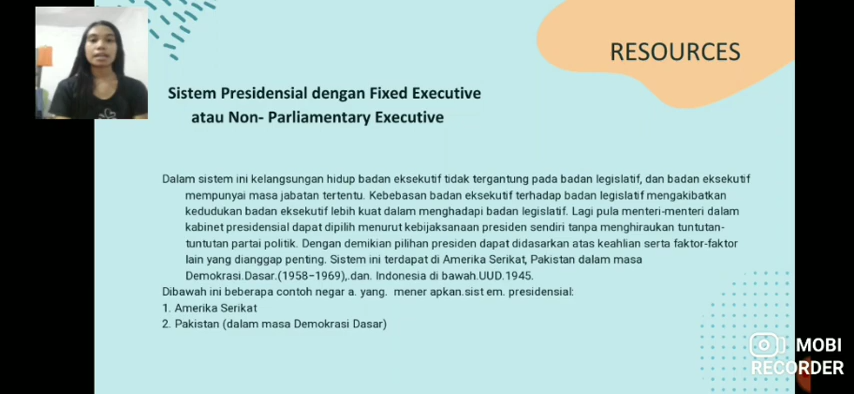 RESOURCES
Sistem Presidensial dengan Fixed Executive
atau Non- Parliamentary Executive
Dalam sistem ini kelangsungan hidup badan eksekutif tidak tergantung pada badan legislatif, dan badan eksekutif
mempunyai masa jabatan tertentu. Kebebasan badan eksekutif terhadap badan legislatif mengakibatkan
kedudukan badan eksekutif lebih kuat dalam menghadapi badan legislatif. Lagi pula menteri-menteri dalam
kabinet presidensial dapat dipilih menurut kebijaksanaan presiden sendiri tanpa menghiraukan tuntutan-
tuntutan partai politik. Dengan demikian pilihan presiden dapat didasarkan atas keahlian serta faktor-faktor
lain yang dianggap penting. Sistem ini terdapat di Amerika Serikat, Pakistan dalam masa
Demokrasi.Dasar.(1958–1969),.dan. Indonesia di bawah.UUD.1945.
Dibawah ini beberapa contoh negar a. yang. mener apkan.sist em. presidensial:
1. Amerika Serikat
2. Pakistan (dalam masa Demokrasi Dasar)
MOBI
RECORDER